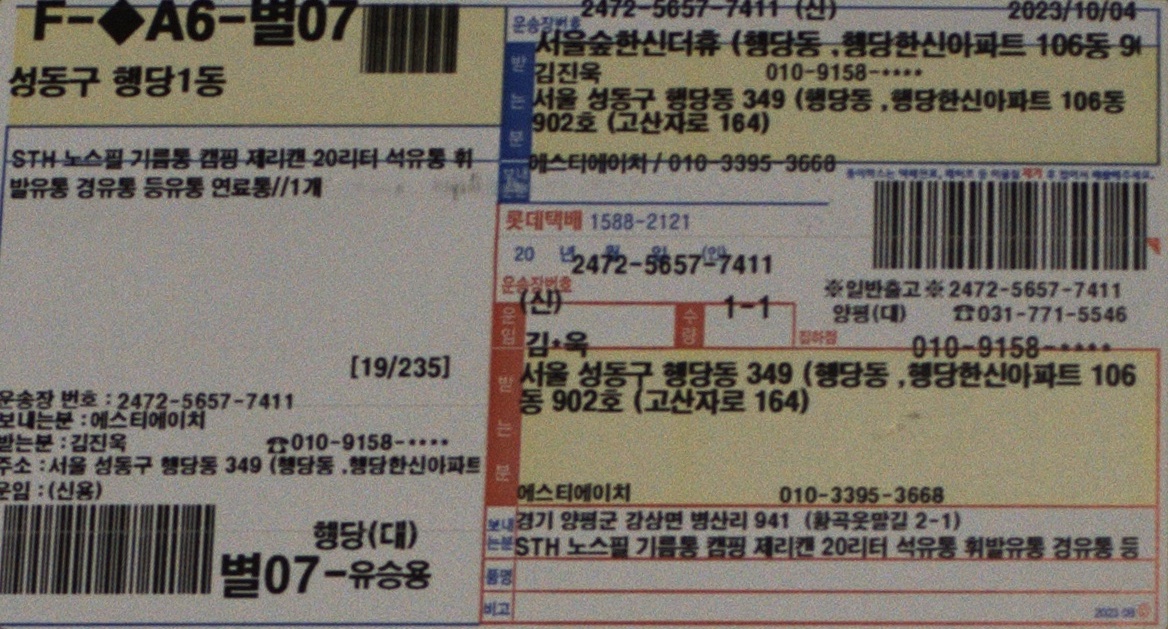 F-◆A6-별07
성동구 행당1동
STH 노스필 기름통 캠핑 제리캔 20리터 석유통 휘
발유통 경유통 등유통 연료통//1개
[19/235]
운송장 번호 : 2472-5657-7411
보내는분 : 에스티에이치
받는분 : 김진욱 ☎010-9158-****
주소 : 서울 성동구 행당동 349 (행당동 ,행당한신아파트
운임 : (신용)
행당(대)
별07-유승용
운송장번호 2472-5657-7411 (신) 2023/10/04
받는분
서울숲한신더휴 (행당동 ,행당한신아파트 106동
김진욱 010-9158-****
서울 성동구 행당동 349 (행당동 ,행당한신아파트 106동
902호 (고산자로 164)
에스티에이치 / 010-3395-3668
롯데택배 1588-2121
20 년 월 일 (인)
운송장번호 2472-5657-7411
(신)
운임
수량 1-1
집하점
※일반출고※ 2472-5657-7411
양평(대) ☎031-771-5546
받는분
김*욱 010-9158-****
서울 성동구 행당동 349 (행당동 ,행당한신아파트 106
동 902호 (고산자로 164)
에스티에이치 010-3395-3668
보내는분
경기 양평군 강상면 병산리 941 (황곡웃말길 2-1)
STH 노스필 기름통 캠핑 제리캔 20리터 석유통 휘발유통 경유통 등
품명
비고